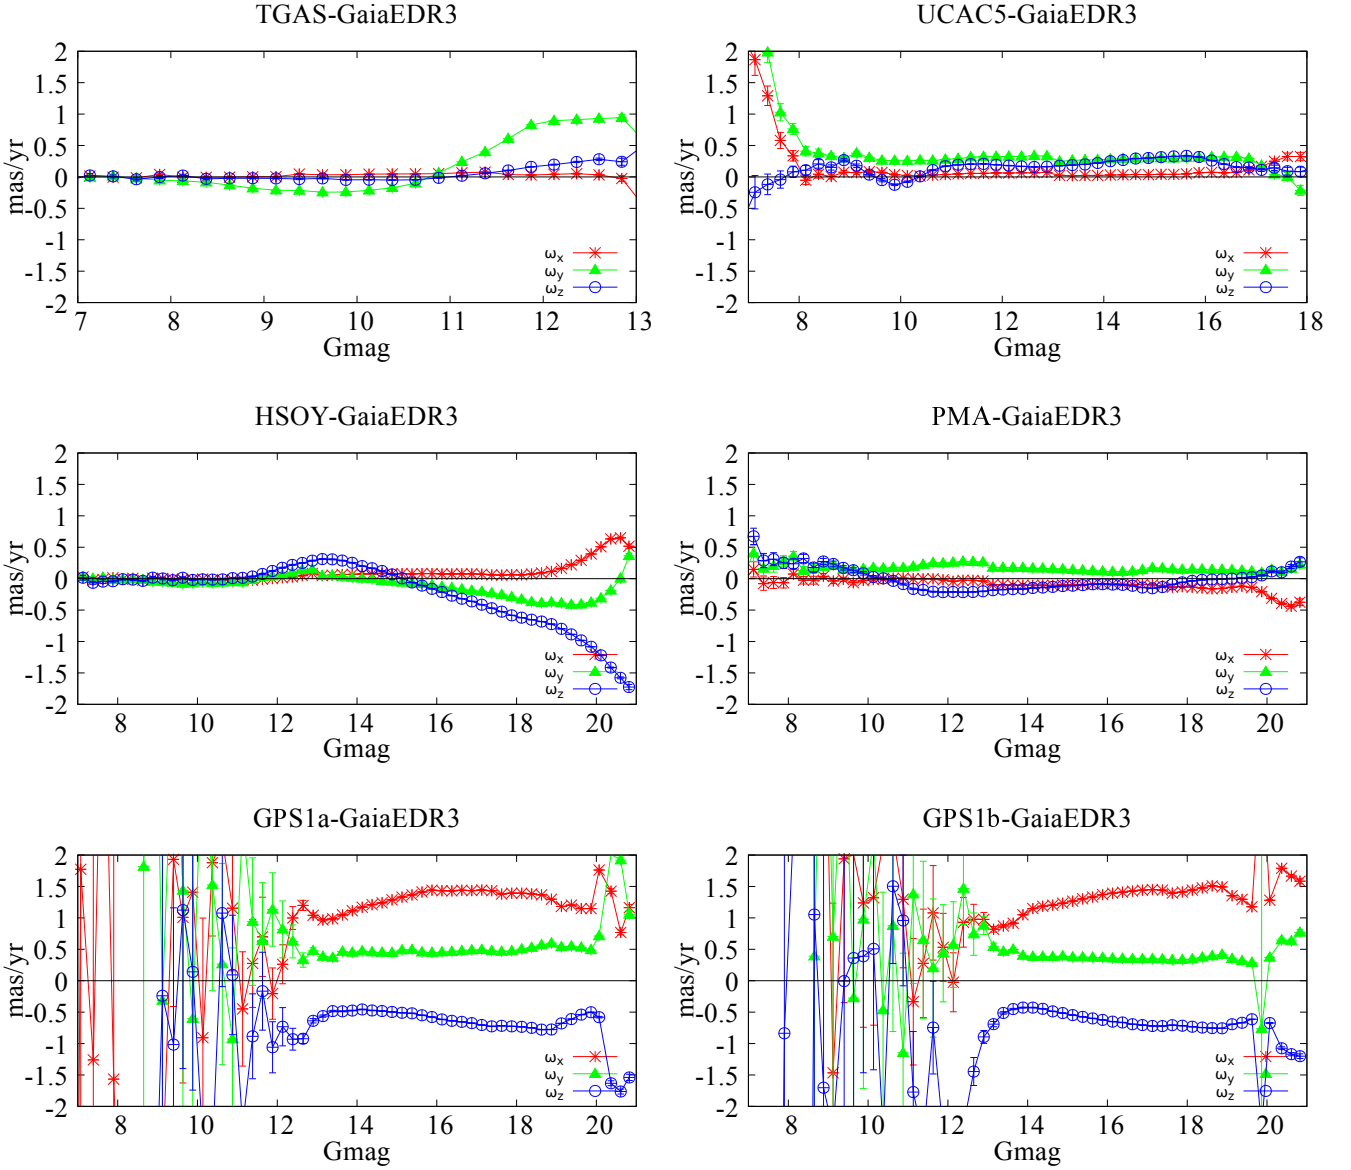 TGAS-GaiaEDR3
mas/yr
2
1.5
1
0.5
0
-0.5
-1
-1.5
-2
ωx
ωy
ωz
7 8 9 10 11 12 13
Gmag
UCAC5-GaiaEDR3
mas/yr
2
1.5
1
0.5
0
-0.5
-1
-1.5
-2
ωx
ωy
ωz
8 10 12 14 16 18
Gmag
HSOY-GaiaEDR3
mas/yr
2
1.5
1
0.5
0
-0.5
-1
-1.5
-2
ωx
ωy
ωz
8 10 12 14 16 18 20
Gmag
PMA-GaiaEDR3
mas/yr
2
1.5
1
0.5
0
-0.5
-1
-1.5
-2
ωx
ωy
ωz
8 10 12 14 16 18 20
Gmag
GPS1a-GaiaEDR3
mas/yr
2
1.5
1
0.5
0
-0.5
-1
-1.5
-2
ωx
ωy
ωz
8 10 12 14 16 18 20
Gmag
GPS1b-GaiaEDR3
mas/yr
2
1.5
1
0.5
0
-0.5
-1
-1.5
-2
ωx
ωy
ωz
8 10 12 14 16 18 20
Gmag